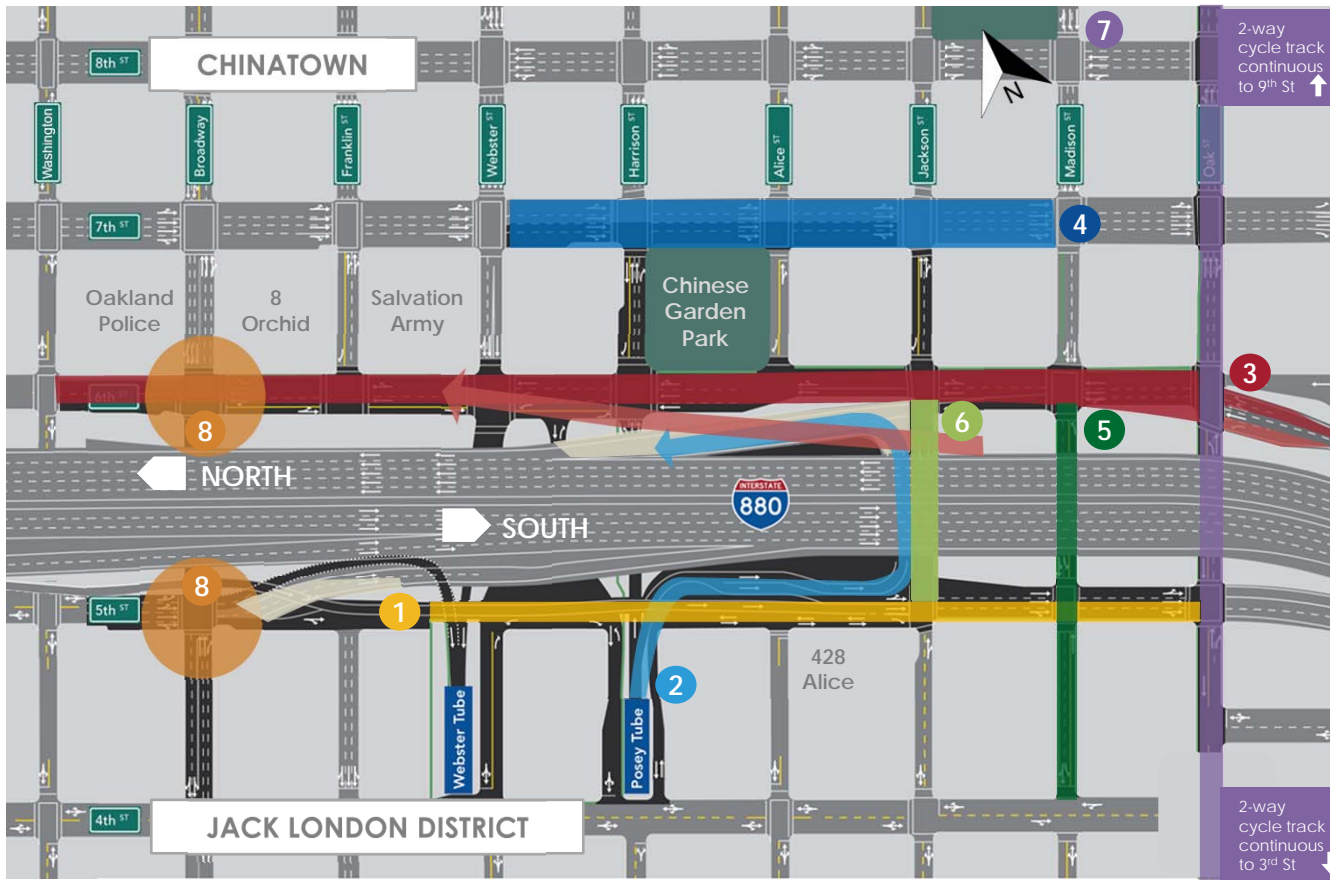 7
2-way
cycle track
continuous
to 9th St
8th ST
CHINATOWN
N
Washington
Broadway
Franklin ST
Webster ST
Harrison ST
Alice ST
Jackson ST
Madison ST
Oak ST
7th ST
4
Oakland
Police
8
Orchid
Salvation
Army
Chinese
Garden
Park
3
6th ST
8
6
5
NORTH
INTERSTATE
880
SOUTH
8
5th ST
1
2
428
Alice
Webster Tube
Posey Tube
4th ST
JACK LONDON DISTRICT
2-way
cycle track
continuous
to 3rd St